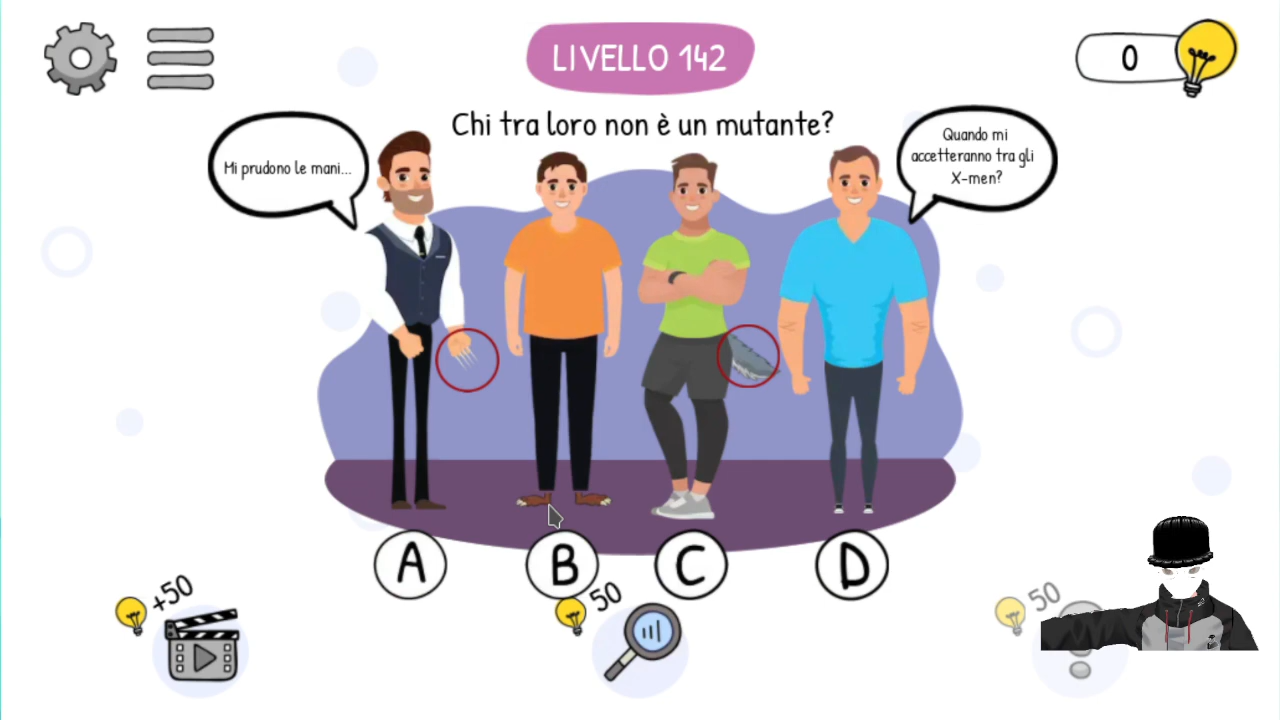 LIVELLO 142
0
Chi tra loro non è un mutante?
Mi prudono le mani...
Quando mi
accetteranno tra gli
X-men?
A
B
C
D
+50
50
50